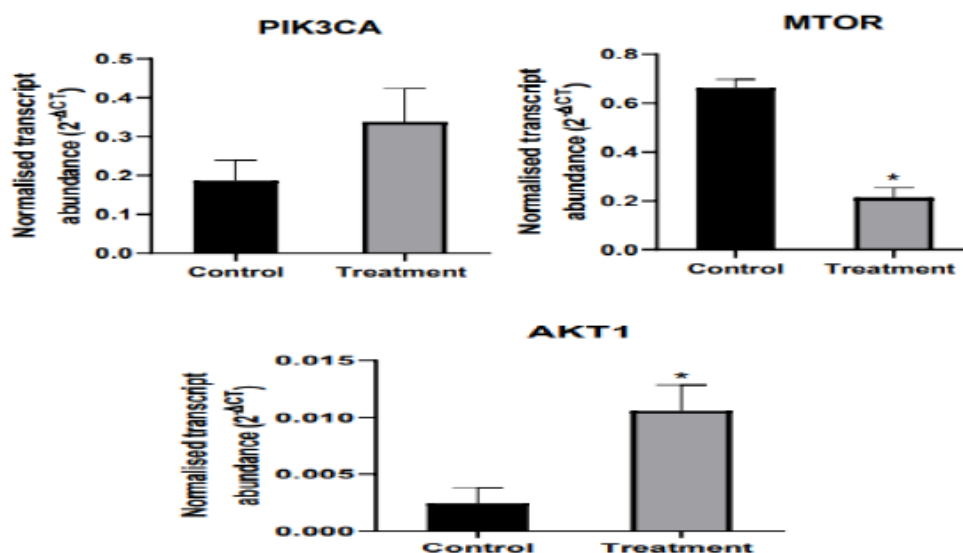 PIK3CA
Normalised transcript
abundance (2^-ΔCT)
0.5
0.4
0.3
0.2
0.1
0.0
Control Treatment
MTOR
Normalised transcript
abundance (2^-ΔCT)
0.8
0.6
0.4
0.2
0.0
*
Control Treatment
AKT1
Normalised transcript
abundance (2^-ΔCT)
0.015
0.010
0.005
0.000
*
Control Treatment